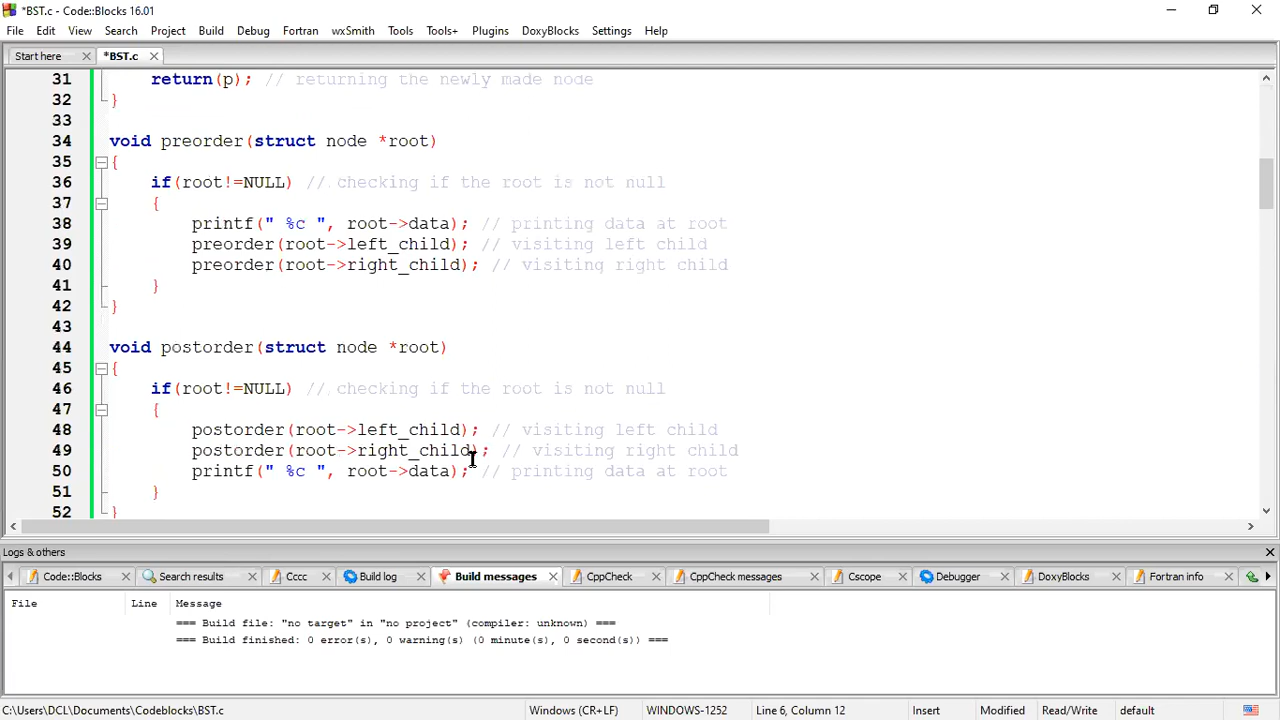 *BST.c - Code::Blocks 16.01
File Edit View Search Project Build Debug Fortran wxSmith Tools Tools+ Plugins DoxyBlocks Settings Help
Start here *BST.c
31 return(p); // returning the newly made node
32 }
33
34 void preorder(struct node *root)
35 {
36 if(root!=NULL) // checking if the root is not null
37 {
38 printf(" %c ", root->data); // printing data at root
39 preorder(root->left_child); // visiting left child
40 preorder(root->right_child); // visiting right child
41 }
42 }
43
44 void postorder(struct node *root)
45 {
46 if(root!=NULL) // checking if the root is not null
47 {
48 postorder(root->left_child); // visiting left child
49 postorder(root->right_child); // visiting right child
50 printf(" %c ", root->data); // printing data at root
51 }
52 }
Logs & others
Code::Blocks Search results Cccc Build log Build messages CppCheck CppCheck messages Cscope Debugger DoxyBlocks Fortran info
File Line Message
=== Build file: "no target" in "no project" (compiler: unknown) ===
=== Build finished: 0 error(s), 0 warning(s) (0 minute(s), 0 second(s)) ===
C:\Users\DCL\Documents\Codeblocks\BST.c Windows (CR+LF) WINDOWS-1252 Line 6, Column 12 Insert Modified Read/Write default